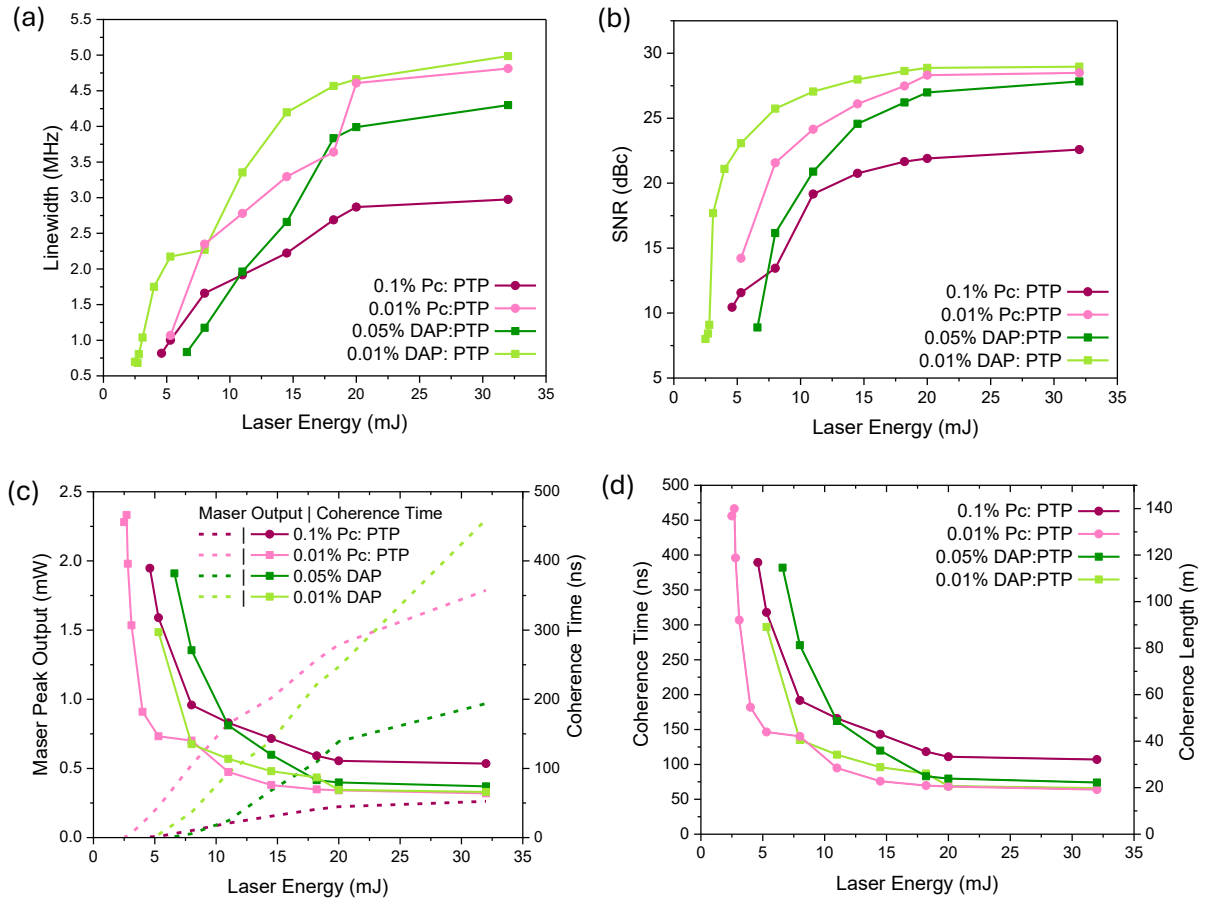 (a)
5.5
5.0
4.5
4.0
3.5
3.0
2.5
2.0
1.5
1.0
0.5
Linewidth (MHz)
0.1% Pc: PTP
0.01% Pc:PTP
0.05% DAP:PTP
0.01% DAP: PTP
0 5 10 15 20 25 30 35
Laser Energy (mJ)
(b)
30
25
20
15
10
5
SNR (dBc)
0.1% Pc: PTP
0.01% Pc:PTP
0.05% DAP:PTP
0.01% DAP: PTP
0 5 10 15 20 25 30 35
Laser Energy (mJ)
(c)
2.5
2.0
1.5
1.0
0.5
0.0
Maser Peak Output (mW)
Maser Output | Coherence Time
| 0.1% Pc: PTP
| 0.01% Pc: PTP
| 0.05% DAP
| 0.01% DAP
500
400
300
200
100
0
Coherence Time (ns)
0 5 10 15 20 25 30 35
Laser Energy (mJ)
(d)
500
450
400
350
300
250
200
150
100
50
0
Coherence Time (ns)
0.1% Pc: PTP
0.01% Pc: PTP
0.05% DAP:PTP
0.01% DAP:PTP
140
120
100
80
60
40
20
0
Coherence Length (m)
0 5 10 15 20 25 30 35
Laser Energy (mJ)